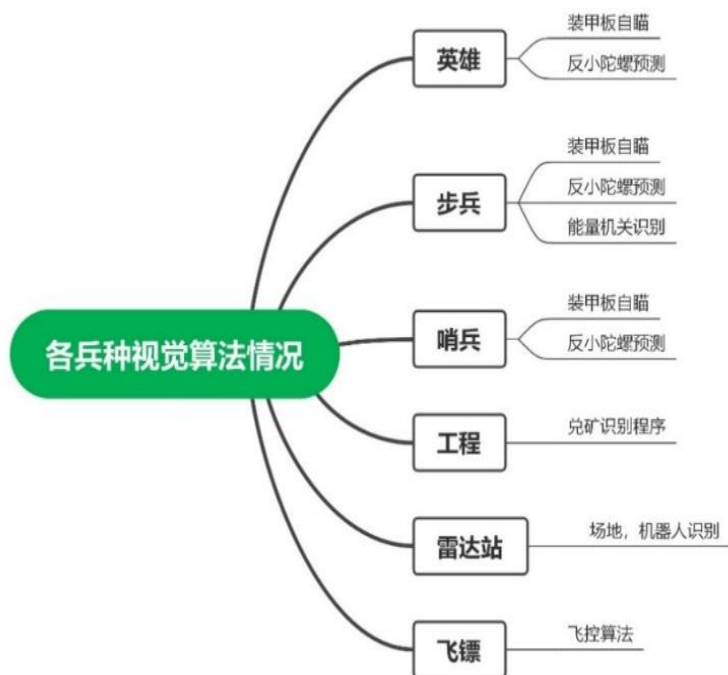 各兵种视觉算法情况
英雄
装甲板自瞄
反小陀螺预测
步兵
装甲板自瞄
反小陀螺预测
能量机关识别
哨兵
装甲板自瞄
反小陀螺预测
工程
兑矿识别程序
雷达站
场地，机器人识别
飞镖
飞控算法